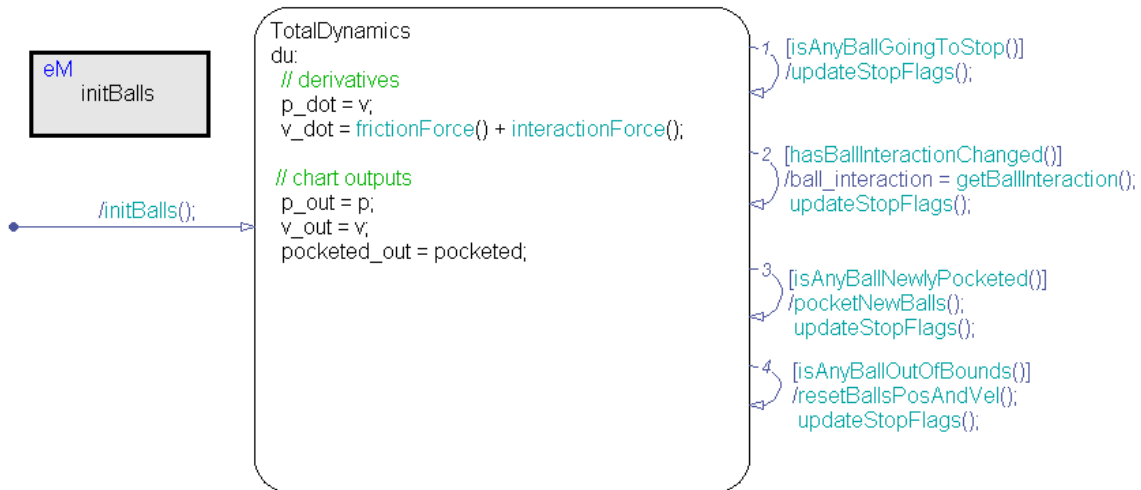 eM
initBalls
/initBalls();
TotalDynamics
du:
// derivatives
p_dot = v;
v_dot = frictionForce() + interactionForce();
// chart outputs
p_out = p;
v_out = v;
pocketed_out = pocketed;
1
[isAnyBallGoingToStop()]
/updateStopFlags();
2
[hasBallInteractionChanged()]
/ball_interaction = getBallInteraction();
updateStopFlags();
3
[isAnyBallNewlyPocketed()]
/pocketNewBalls();
updateStopFlags();
4
[isAnyBallOutOfBounds()]
/resetBallsPosAndVel();
updateStopFlags();